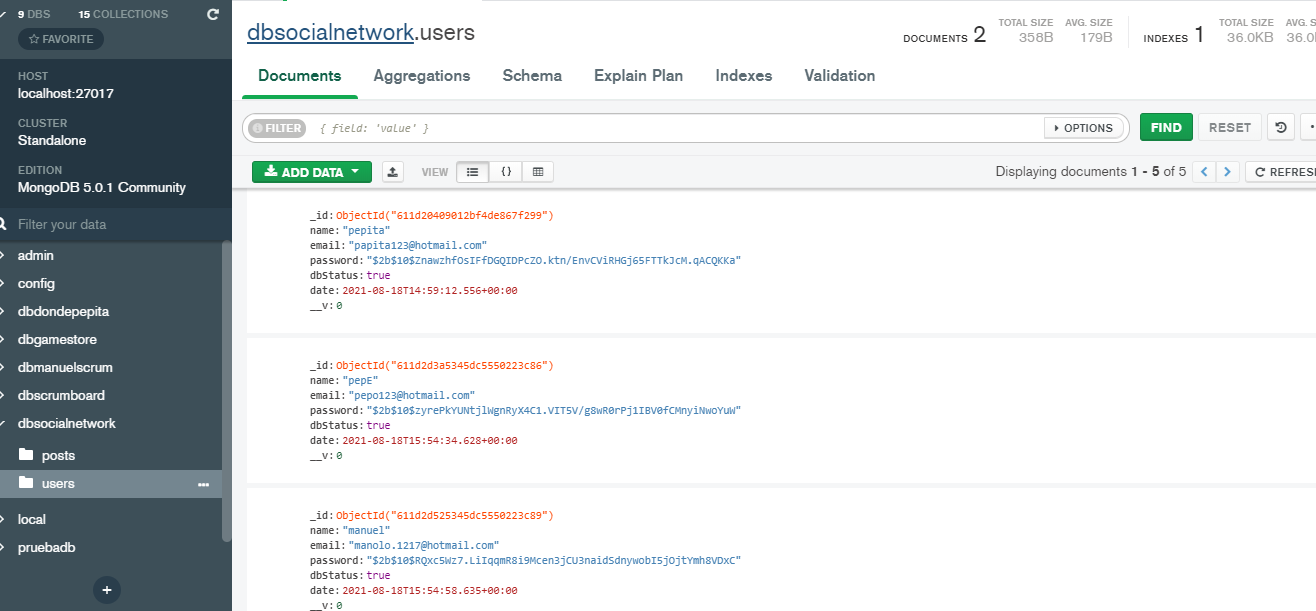 9 DBS 15 COLLECTIONS
FAVORITE
HOST
localhost:27017
CLUSTER
Standalone
EDITION
MongoDB 5.0.1 Community
Filter your data
admin
config
dbdondepepita
dbgamestore
dbmanuelscrum
dbscrumboard
dbsocialnetwork
posts
users
local
pruebadb
dbsocialnetwork.users
DOCUMENTS 2
TOTAL SIZE AVG. SIZE
358B 179B
INDEXES 1
TOTAL SIZE AVG. S
36.0KB 36.0
Documents Aggregations Schema Explain Plan Indexes Validation
FILTER { field: 'value' } OPTIONS FIND RESET
ADD DATA VIEW {} Displaying documents 1 - 5 of 5 REFRES
_id:ObjectId("611d20409012bf4de867f299")
name:"pepita"
email:"papita123@hotmail.com"
password:"$2b$10$ZnawzhfOsIFfDGQIDPcZO.ktn/EnvCViRHGj65FTTkJcM.qACQKKa"
dbStatus:true
date:2021-08-18T14:59:12.556+00:00
__v:0
_id:ObjectId("611d2d3a5345dc5550223c86")
name:"pepE"
email:"pepo123@hotmail.com"
password:"$2b$10$zyrePkYUNtjlWgnRyX4C1.VIT5V/g8wR0rPj1IBV0fCMnyiNwoYuW"
dbStatus:true
date:2021-08-18T15:54:34.628+00:00
__v:0
_id:ObjectId("611d2d525345dc5550223c89")
name:"manuel"
email:"manolo.1217@hotmail.com"
password:"$2b$10$RQxc5Wz7.LiIqqmR8i9Mcen3jCU3naidSdnywobI5jOjtYmh8VDxC"
dbStatus:true
date:2021-08-18T15:54:58.635+00:00
__v:0